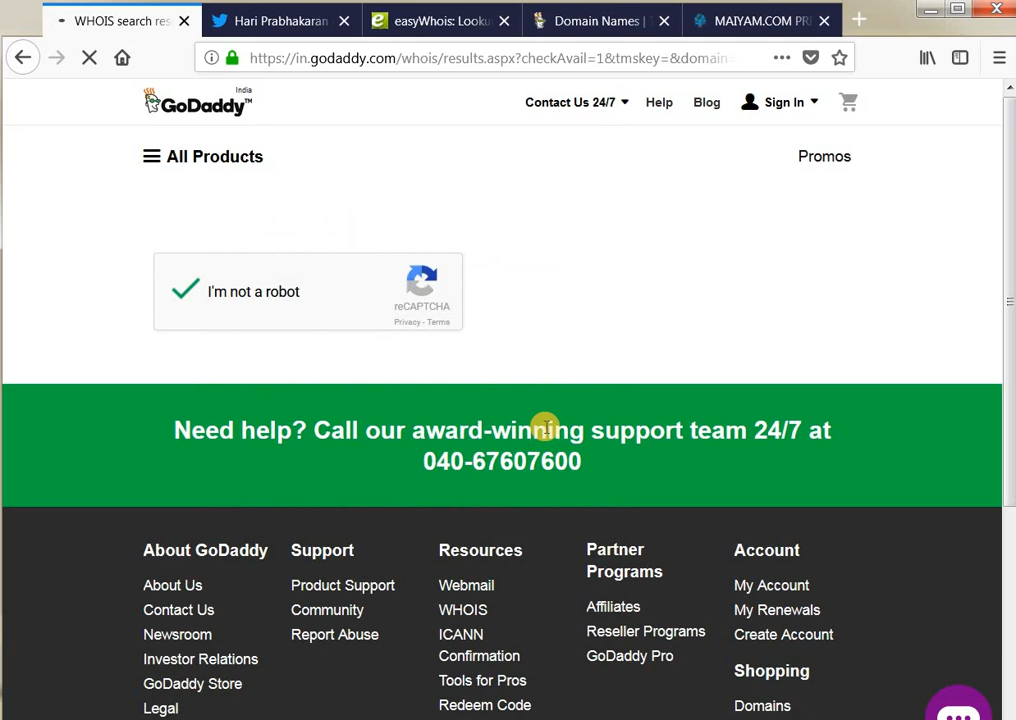 WHOIS search res
Hari Prabhakaran
easyWhois: Looku
Domain Names |
MAIYAM.COM PRI
https://in.godaddy.com/whois/results.aspx?checkAvail=1&tmskey=&domain=
India
GoDaddy™
Contact Us 24/7
Help
Blog
Sign In
All Products
Promos
I'm not a robot
reCAPTCHA
Privacy - Terms
Need help? Call our award-winning support team 24/7 at
040-67607600
About GoDaddy
About Us
Contact Us
Newsroom
Investor Relations
GoDaddy Store
Legal
Support
Product Support
Community
Report Abuse
Resources
Webmail
WHOIS
ICANN
Confirmation
Tools for Pros
Redeem Code
Partner
Programs
Affiliates
Reseller Programs
GoDaddy Pro
Account
My Account
My Renewals
Create Account
Shopping
Domains